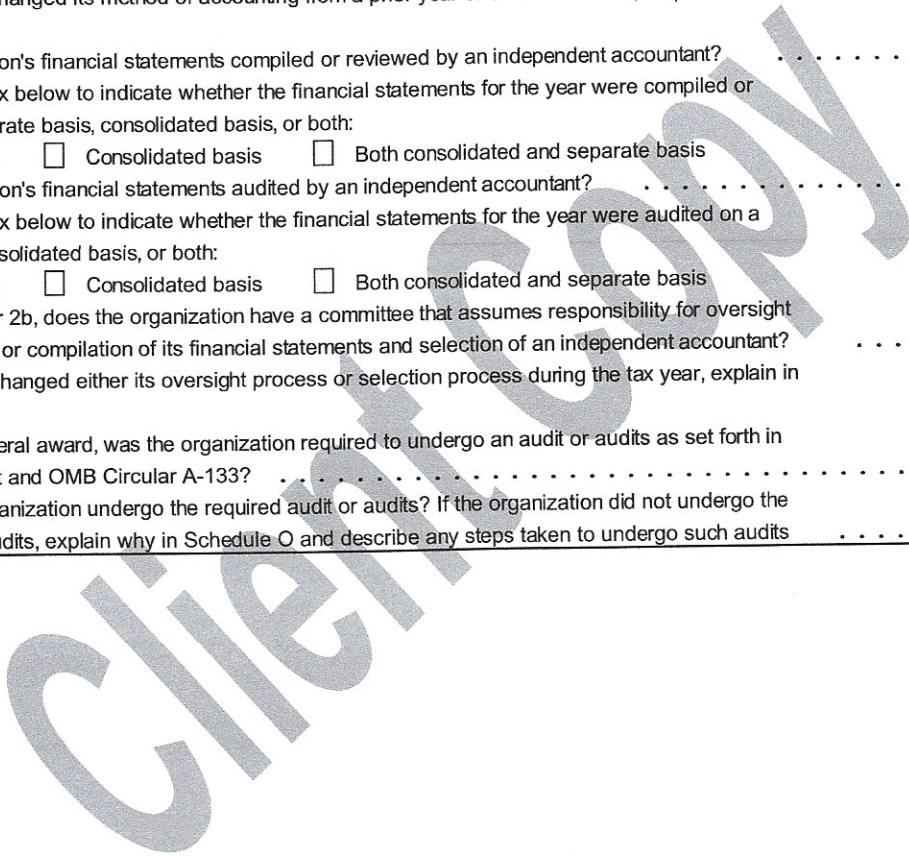 hanged its method of accounting from a prior year or
on's financial statements compiled or reviewed by an independent accountant? . . . . . . .
x below to indicate whether the financial statements for the year were compiled or
rate basis, consolidated basis, or both:
☐ Consolidated basis ☐ Both consolidated and separate basis
on's financial statements audited by an independent accountant? . . . . . . . . . . . . . .
x below to indicate whether the financial statements for the year were audited on a
solidated basis, or both:
☐ Consolidated basis ☐ Both consolidated and separate basis
r 2b, does the organization have a committee that assumes responsibility for oversight
or compilation of its financial statements and selection of an independent accountant? . . .
hanged either its oversight process or selection process during the tax year, explain in
eral award, was the organization required to undergo an audit or audits as set forth in
t and OMB Circular A-133? . . . . . . . . . . . . . . . . . . . . . . . . . . . . . . . . . . . .
anization undergo the required audit or audits? If the organization did not undergo the
udits, explain why in Schedule O and describe any steps taken to undergo such audits . . . .
Client Copy